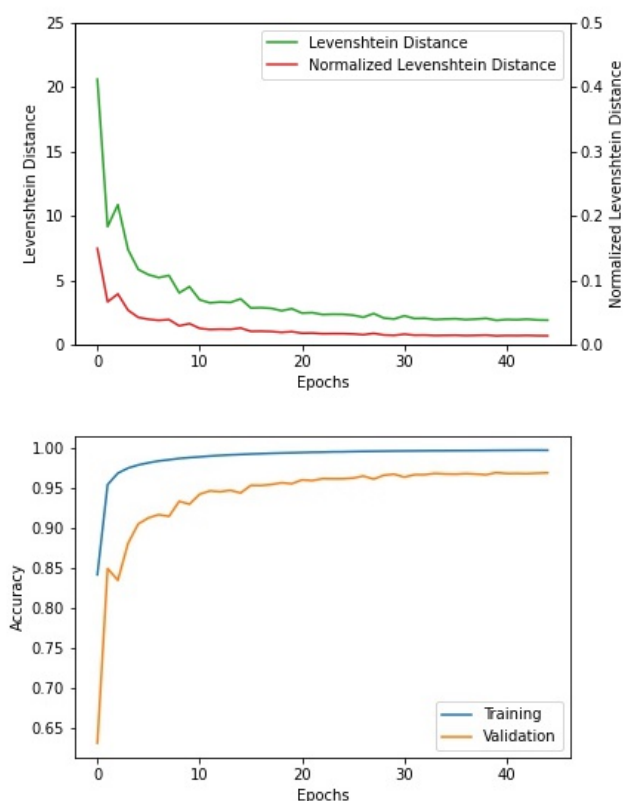 25
20
15
10
5
0
Levenshtein Distance
Levenshtein Distance
Normalized Levenshtein Distance
0.5
0.4
0.3
0.2
0.1
0.0
Normalized Levenshtein Distance
0 10 20 30 40
Epochs
1.00
0.95
0.90
0.85
0.80
0.75
0.70
0.65
Accuracy
Training
Validation
0 10 20 30 40
Epochs